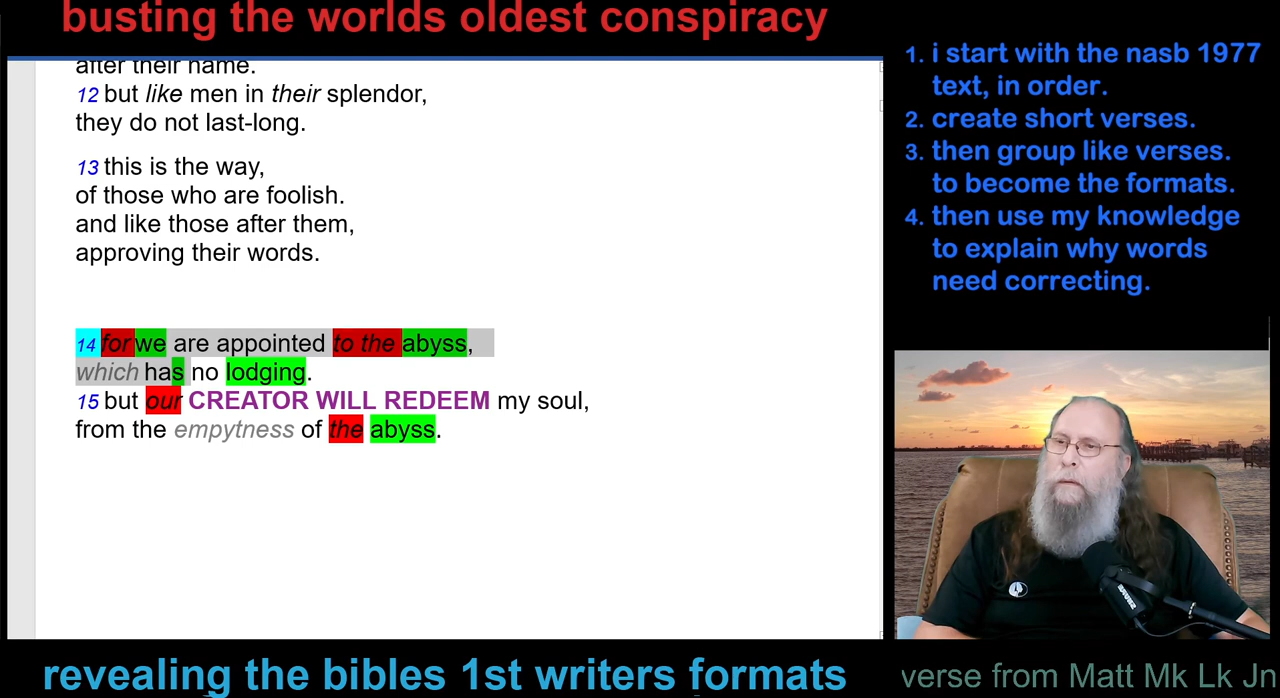 busting the worlds oldest conspiracy
after their name.
12 but like men in their splendor,
they do not last-long.
13 this is the way,
of those who are foolish.
and like those after them,
approving their words.
14 for we are appointed to the abyss,
which has no lodging.
15 but our CREATOR WILL REDEEM my soul,
from the empytness of the abyss.
1. i start with the nasb 1977
text, in order.
2. create short verses.
3. then group like verses.
to become the formats.
4. then use my knowledge
to explain why words
need correcting.
revealing the bibles 1st writers formats
verse from Matt Mk Lk Jn